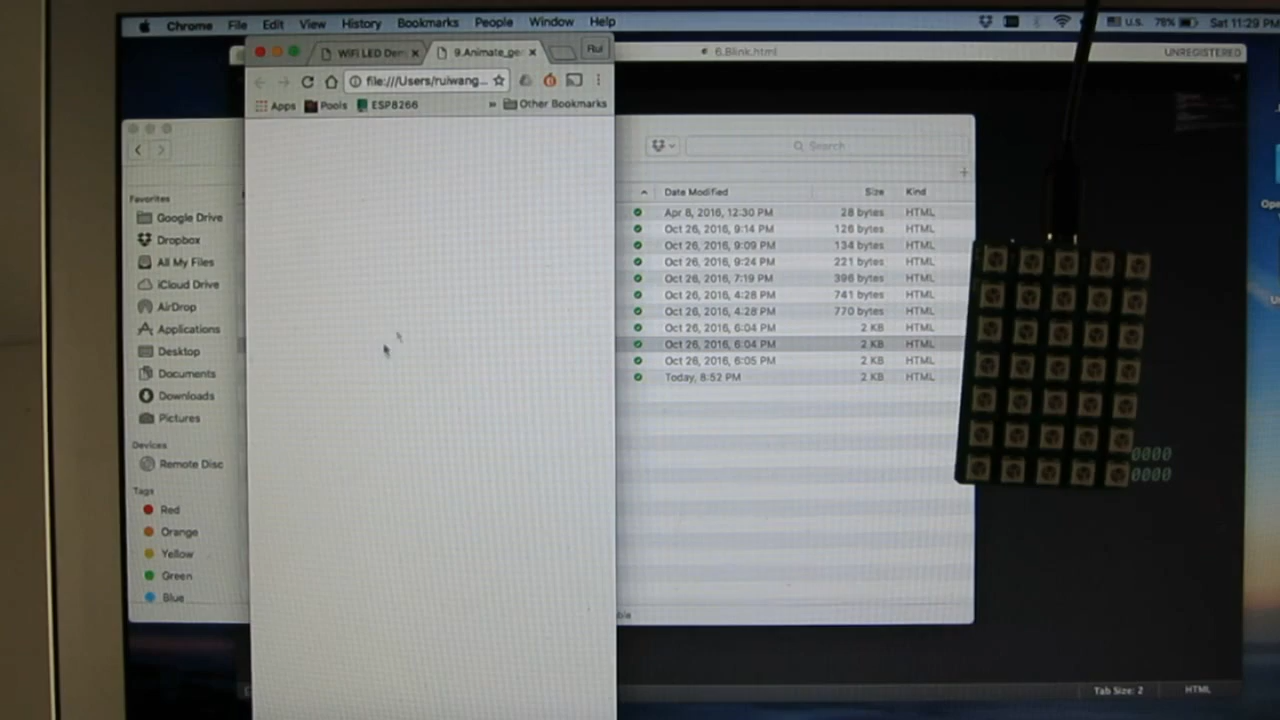 Chrome File Edit View History Bookmarks People Window Help
U.S. 78% Sat 11:29 PM
WiFi LED Dem
9.Animate_ge
Rui
6.Blink.html
UNREGISTERED
file:///Users/ruiwang...
Apps Pools ESP8266 » Other Bookmarks
Search
Favorites
Google Drive
Dropbox
All My Files
iCloud Drive
AirDrop
Applications
Desktop
Documents
Downloads
Pictures
Devices
Remote Disc
Tags
Red
Orange
Yellow
Green
Blue
Date Modified Size Kind
Apr 8, 2016, 12:30 PM 28 bytes HTML
Oct 26, 2016, 9:14 PM 126 bytes HTML
Oct 26, 2016, 9:09 PM 134 bytes HTML
Oct 26, 2016, 9:24 PM 221 bytes HTML
Oct 26, 2016, 7:19 PM 396 bytes HTML
Oct 26, 2016, 4:28 PM 741 bytes HTML
Oct 26, 2016, 4:28 PM 770 bytes HTML
Oct 26, 2016, 6:04 PM 2 KB HTML
Oct 26, 2016, 6:04 PM 2 KB HTML
Oct 26, 2016, 6:05 PM 2 KB HTML
Today, 8:52 PM 2 KB HTML
0000
0000
Tab Size: 2 HTML